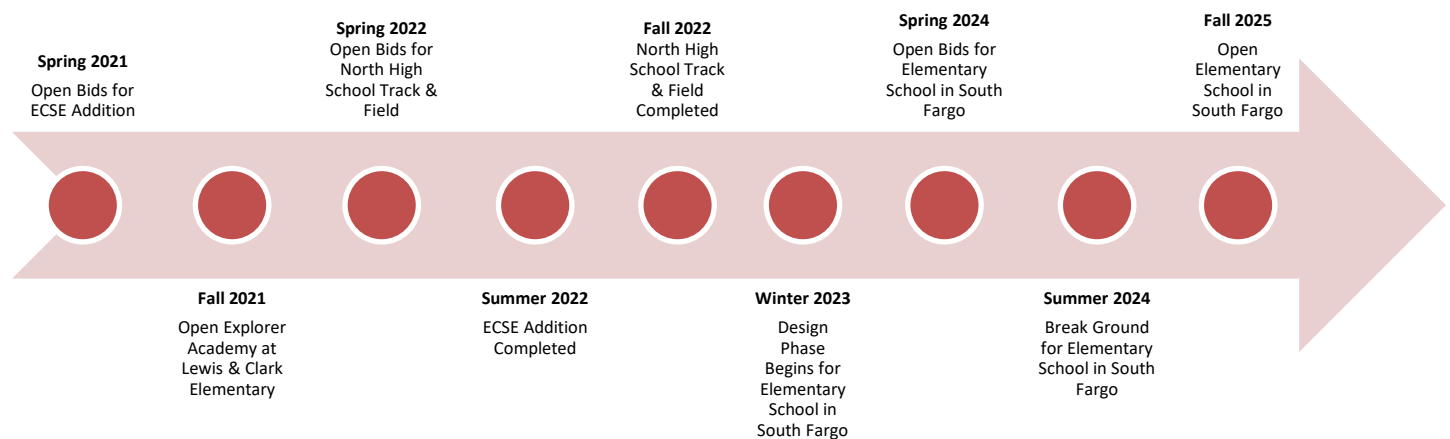 Spring 2021
Open Bids for
ECSE Addition
Fall 2021
Open Explorer
Academy at
Lewis & Clark
Elementary
Spring 2022
Open Bids for
North High
School Track &
Field
Summer 2022
ECSE Addition
Completed
Fall 2022
North High
School Track
& Field
Completed
Winter 2023
Design
Phase
Begins for
Elementary
School in
South Fargo
Spring 2024
Open Bids for
Elementary
School in South
Fargo
Summer 2024
Break Ground
for Elementary
School in South
Fargo
Fall 2025
Open
Elementary
School in
South Fargo